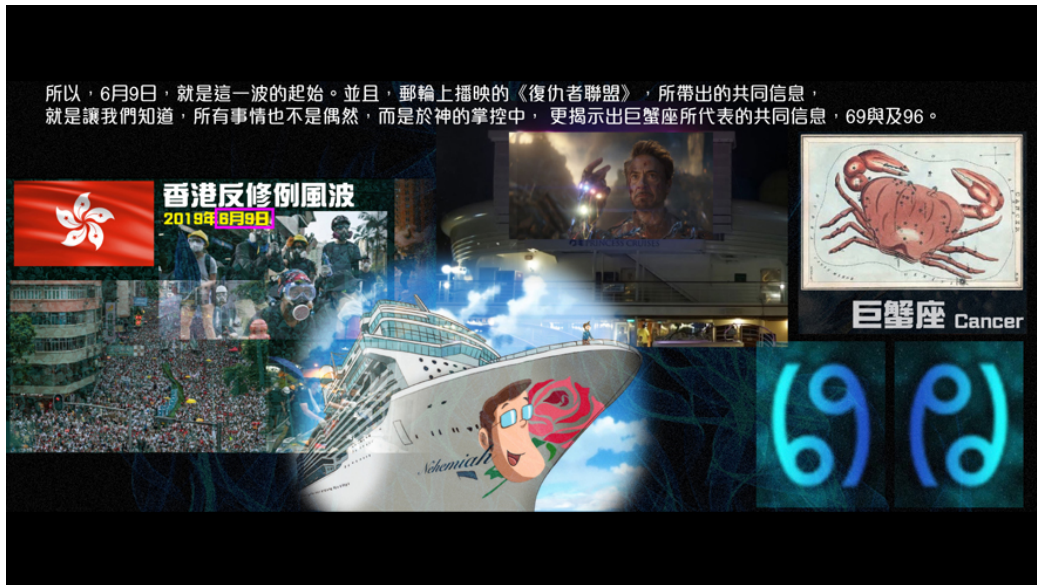 所以，6月9日，就是這一波的起始。並且，郵輪上播映的《復仇者聯盟》，所帶出的共同信息，
就是讓我們知道，所有事情也不是偶然，而是於神的掌控中， 更揭示出巨蟹座所代表的共同信息，69與及96。
香港反修例風波
2019年6月9日
PRINCESS CRUISES
巨蟹座 Cancer
Nehemiah